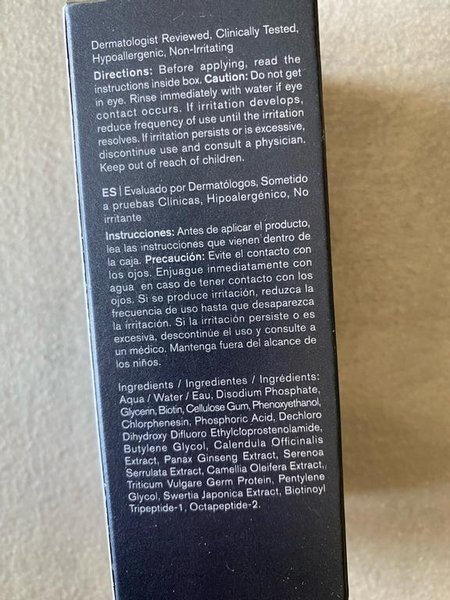 Dermatologist Reviewed, Clinically Tested,
Hypoallergenic, Non-Irritating
Directions: Before applying, read the
instructions inside box. Caution: Do not get
in eye. Rinse immediately with water if eye
contact occurs. If irritation develops,
reduce frequency of use until the irritation
resolves. If irritation persists or is excessive,
discontinue use and consult a physician.
Keep out of reach of children.
ES | Evaluado por Dermatólogos, Sometido
a pruebas Clínicas, Hipoalergénico, No
irritante
Instrucciones: Antes de aplicar el producto,
lea las instrucciones que vienen dentro de
la caja. Precaución: Evite el contacto con
los ojos. Enjuague inmediatamente con
agua en caso de tener contacto con los
ojos. Si se produce irritación, reduzca la
frecuencia de uso hasta que desaparezca
la irritación. Si la irritación persiste o es
excesiva, descontinúe el uso y consulte a
un médico. Mantenga fuera del alcance de
los niños.
Ingredients / Ingredientes / Ingrédients:
Aqua / Water / Eau, Disodium Phosphate,
Glycerin, Biotin, Cellulose Gum, Phenoxyethanol,
Chlorphenesin, Phosphoric Acid, Dechloro
Dihydroxy Difluoro Ethylcloprostenolamide,
Butylene Glycol, Calendula Officinalis
Extract, Panax Ginseng Extract, Serenoa
Serrulata Extract, Camellia Oleifera Extract,
Triticum Vulgare Germ Protein, Pentylene
Glycol, Swertia Japonica Extract, Biotinoyl
Tripeptide-1, Octapeptide-2.